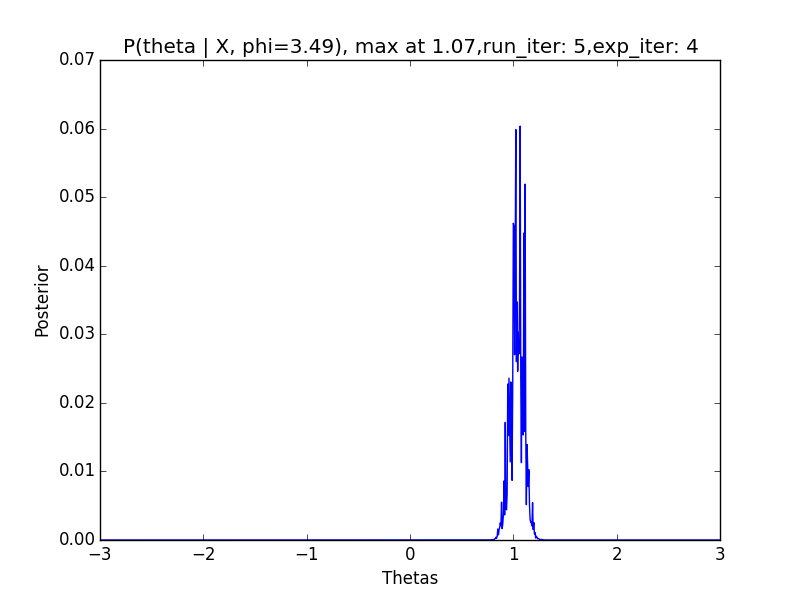 P(theta | X, phi=3.49), max at 1.07,run_iter: 5,exp_iter: 4
0.07
0.06
0.05
0.04
0.03
0.02
0.01
0.00
Posterior
−3 −2 −1 0 1 2 3
Thetas